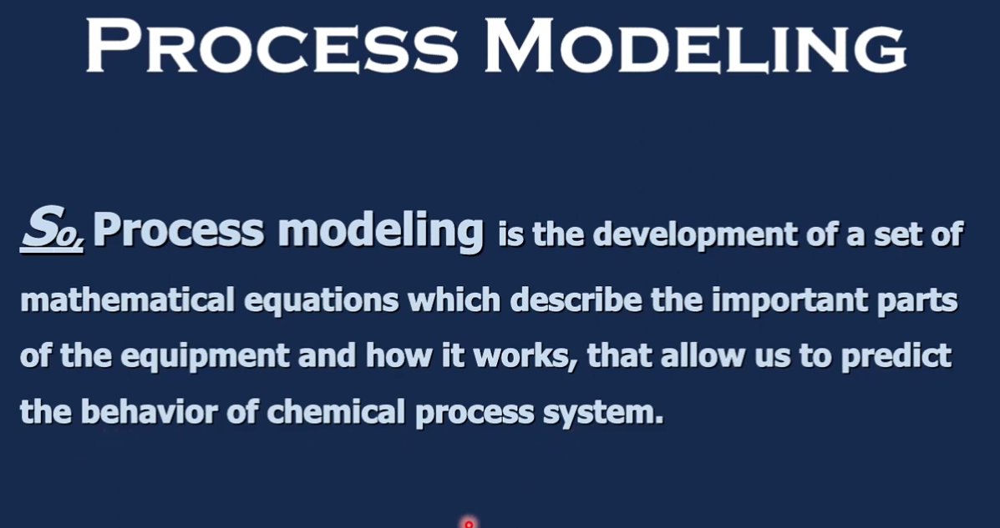 PROCESS MODELING
So, Process modeling is the development of a set of
mathematical equations which describe the important parts
of the equipment and how it works, that allow us to predict
the behavior of chemical process system.